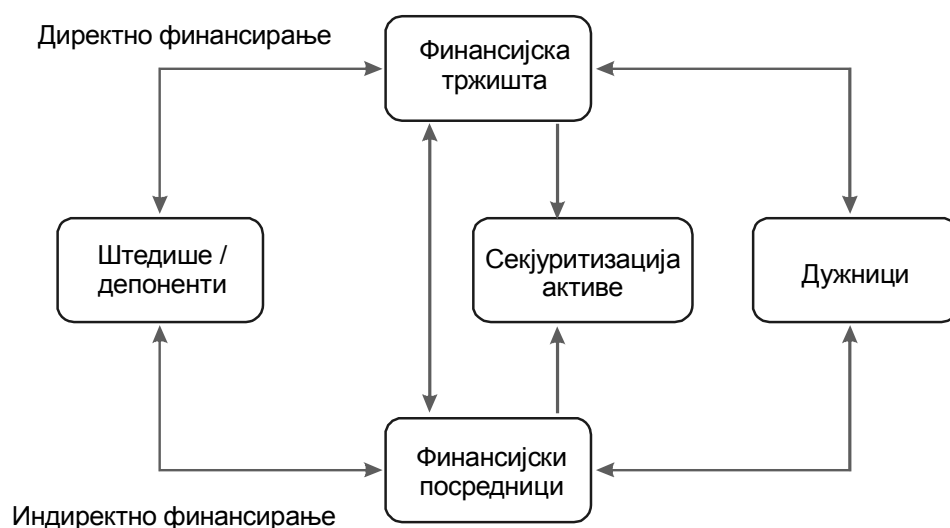 Директно финансирање
Финансијска
тржишта
Штедише /
депоненти
Секјуритизација
активе
Дужници
Финансијски
посредници
Индиректно финансирање